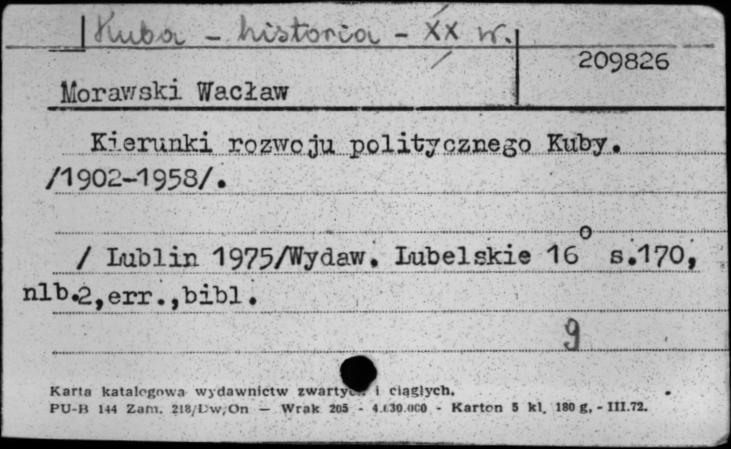 Kuba - historia - XX w.
209826
Morawski Wacław
Kierunki rozwoju politycznego Kuby.
/1902-1958/.
/ Lublin 1975/Wydaw. Lubelskie 16° s.170,
nlb.2,err.,bibl.
9
Karta katalogowa wydawnictw zwartych i ciągłych.
PU-B 144 Zam. 218/Dw/On — Wrak 205 - 4.030.000 - Karton 5 kl. 180 g. - III.72.